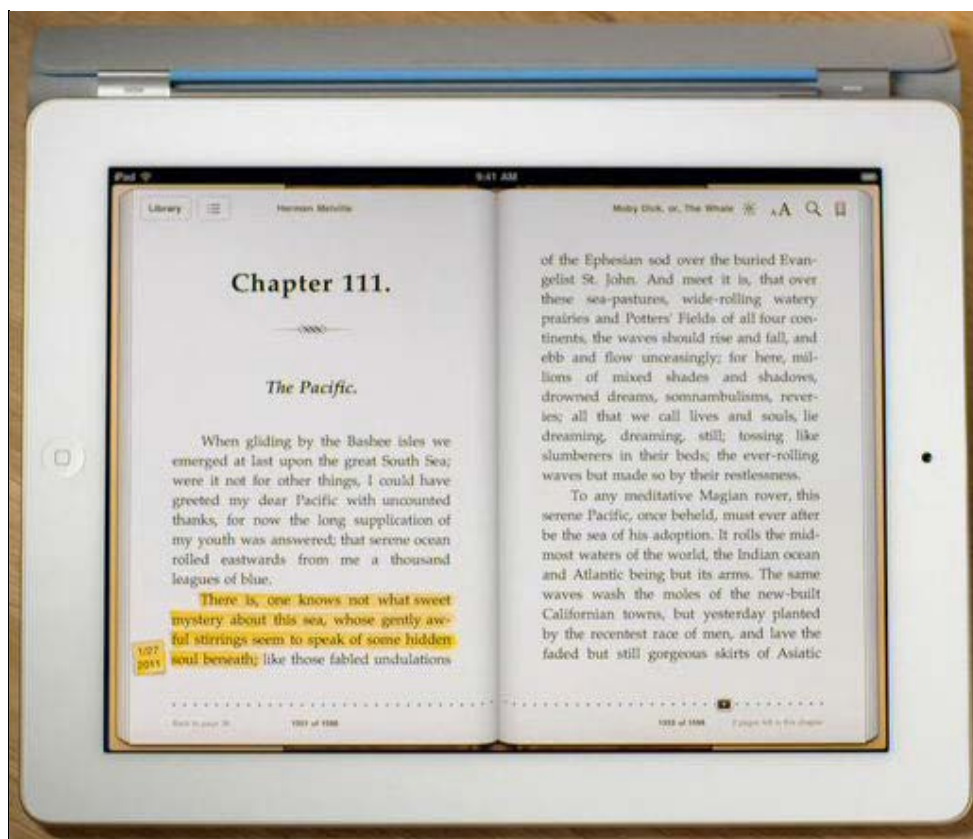 iPad
9:41 AM
Library
Herman Melville
Moby Dick, or, The Whale
AA
Chapter 111.
The Pacific.
When gliding by the Bashee isles we
emerged at last upon the great South Sea;
were it not for other things, I could have
greeted my dear Pacific with uncounted
thanks, for now the long supplication of
my youth was answered; that serene ocean
rolled eastwards from me a thousand
leagues of blue.
There is, one knows not what sweet
mystery about this sea, whose gently aw-
ful stirrings seem to speak of some hidden
soul beneath; like those fabled undulations
1/27
2011
Back to page
of 1598
of the Ephesian sod over the buried Evan-
gelist St. John. And meet it is, that over
these sea-pastures, wide-rolling watery
prairies and Potters' Fields of all four con-
tinents, the waves should rise and fall, and
ebb and flow unceasingly; for here, mil-
lions of mixed shades and shadows,
drowned dreams, somnambulisms, rever-
ies; all that we call lives and souls, lie
dreaming, dreaming, still; tossing like
slumberers in their beds; the ever-rolling
waves but made so by their restlessness.
To any meditative Magian rover, this
serene Pacific, once beheld, must ever after
be the sea of his adoption. It rolls the mid-
most waters of the world, the Indian ocean
and Atlantic being but its arms. The same
waves wash the moles of the new-built
Californian towns, but yesterday planted
by the recentest race of men, and lave the
faded but still gorgeous skirts of Asiatic
of 1598
pages left in this chapter